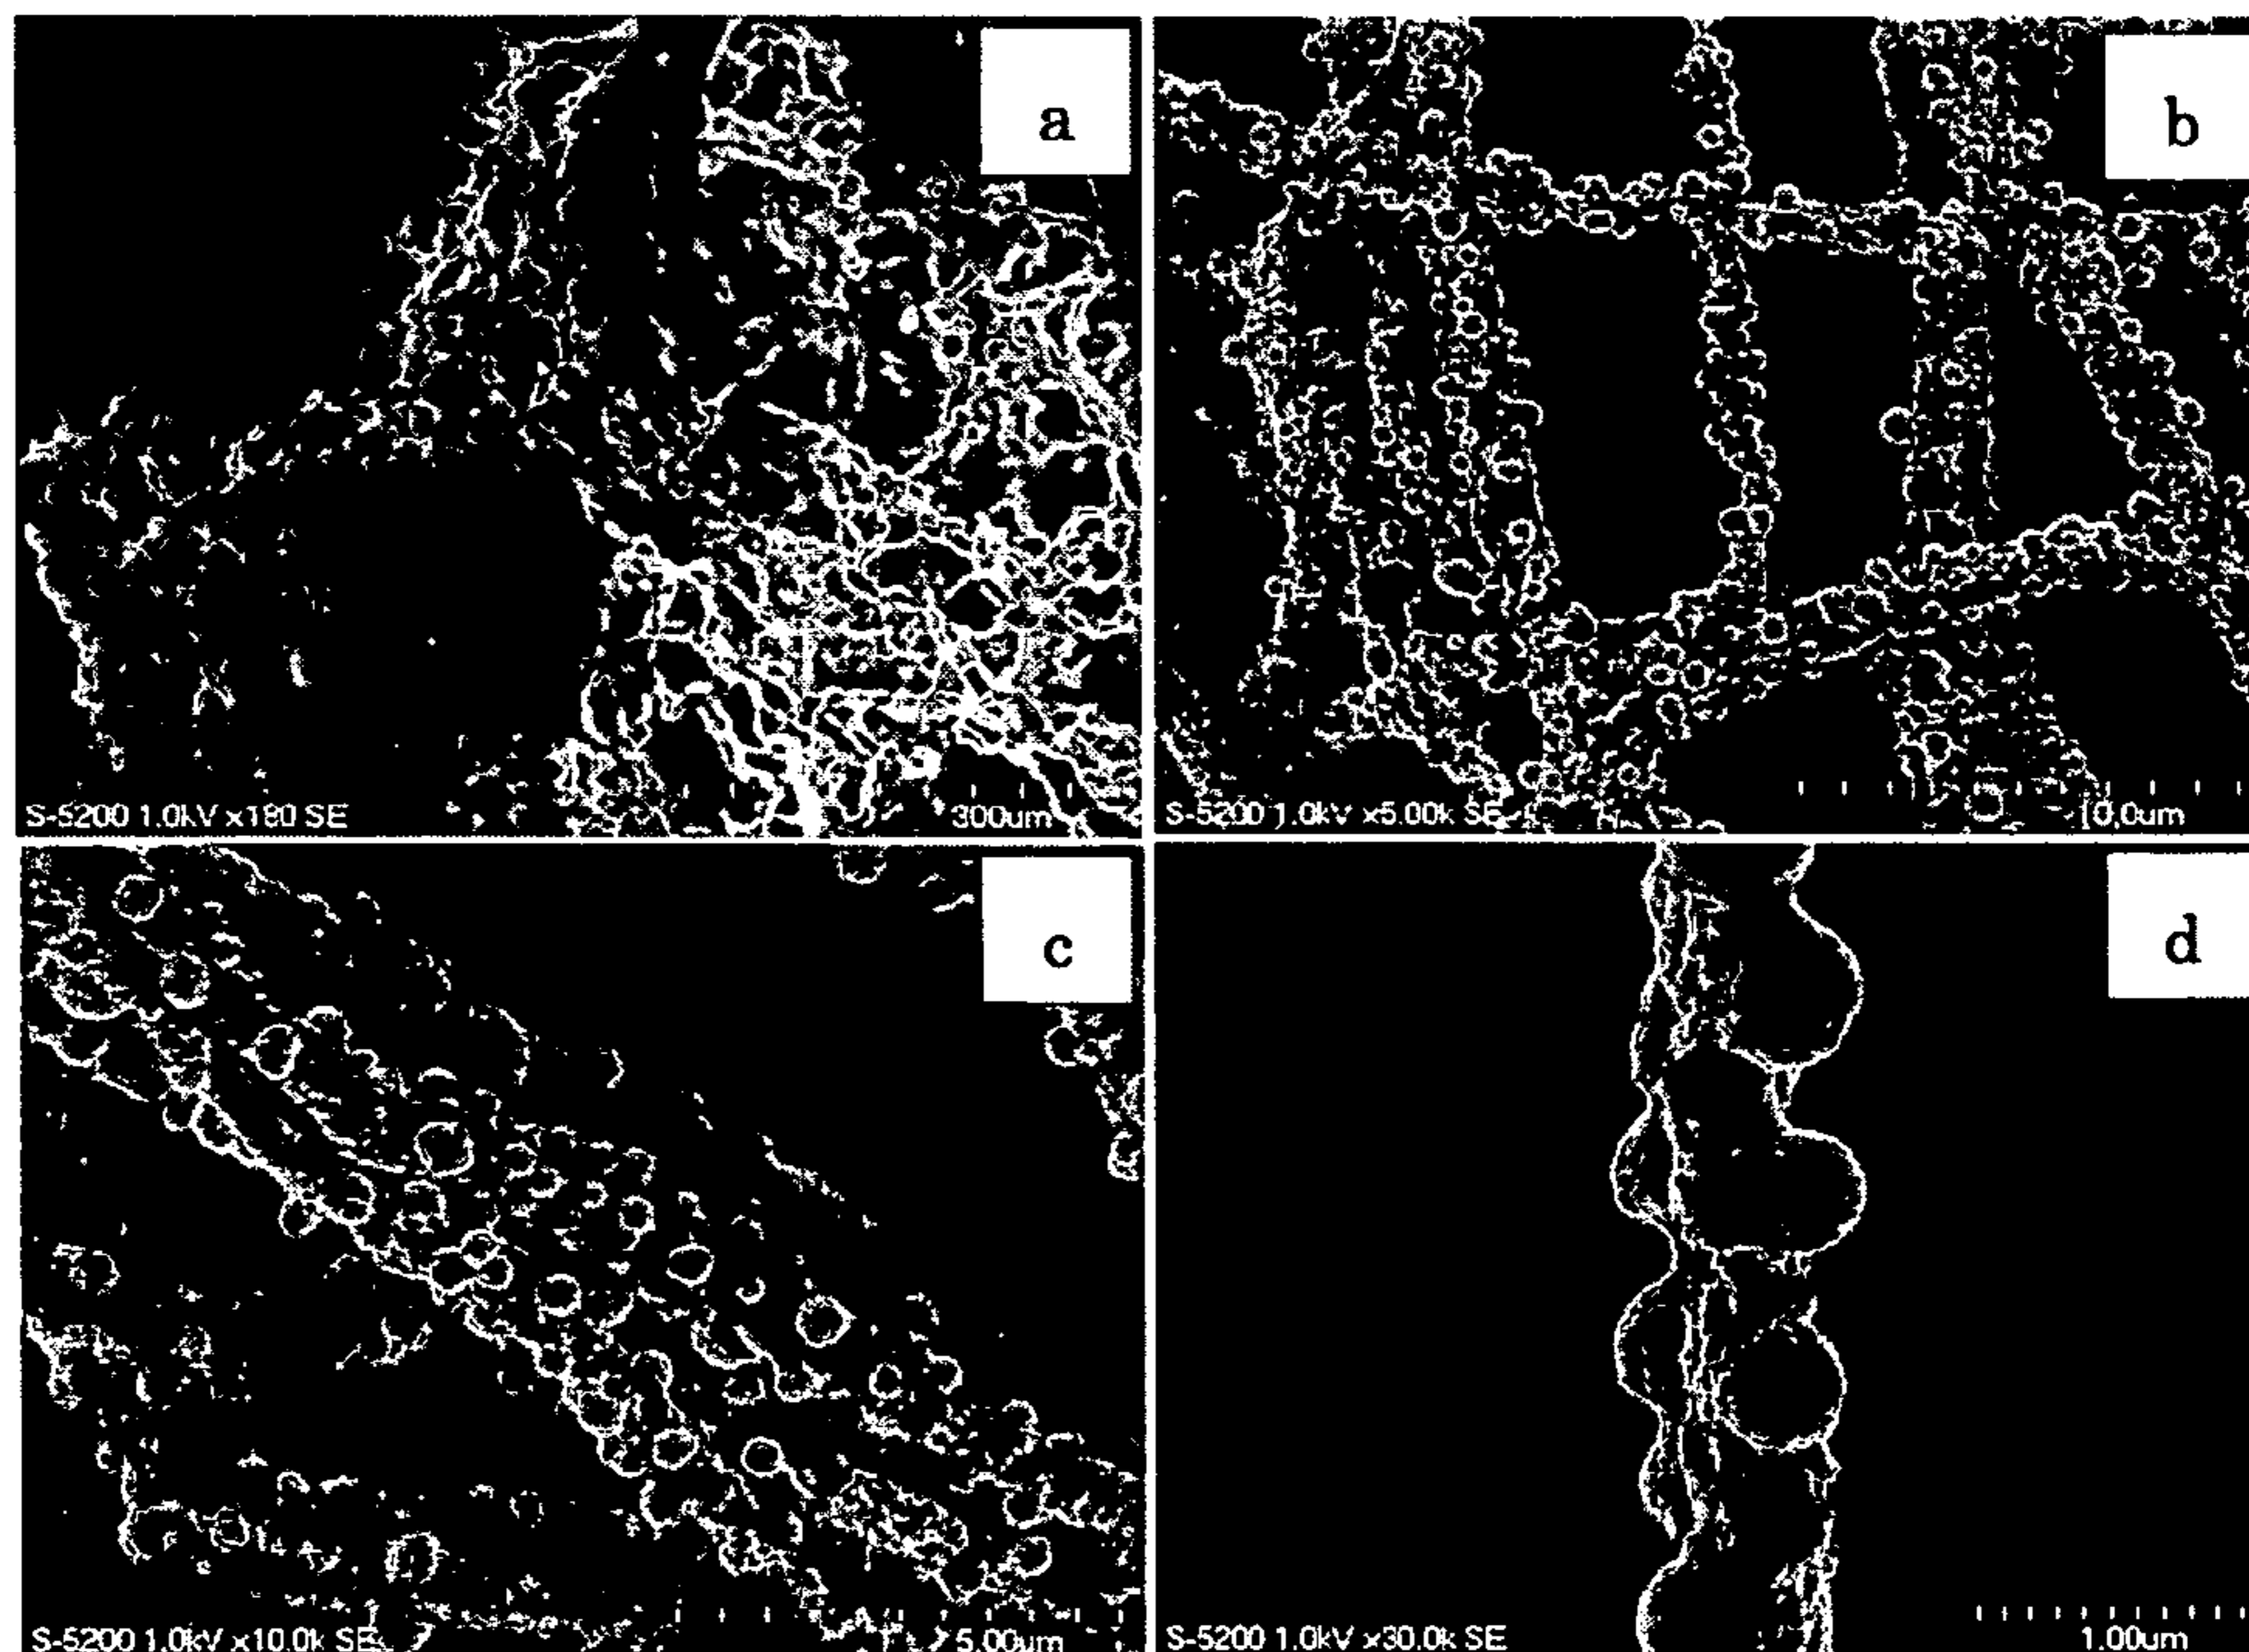 a
S-5200 1.0kV x180 SE
300um
b
S-5200 1.0kV x5.00k SE
10.0um
c
S-5200 1.0kV x10.0k SE
5.00um
d
S-5200 1.0kV x30.0k SE
1.00um